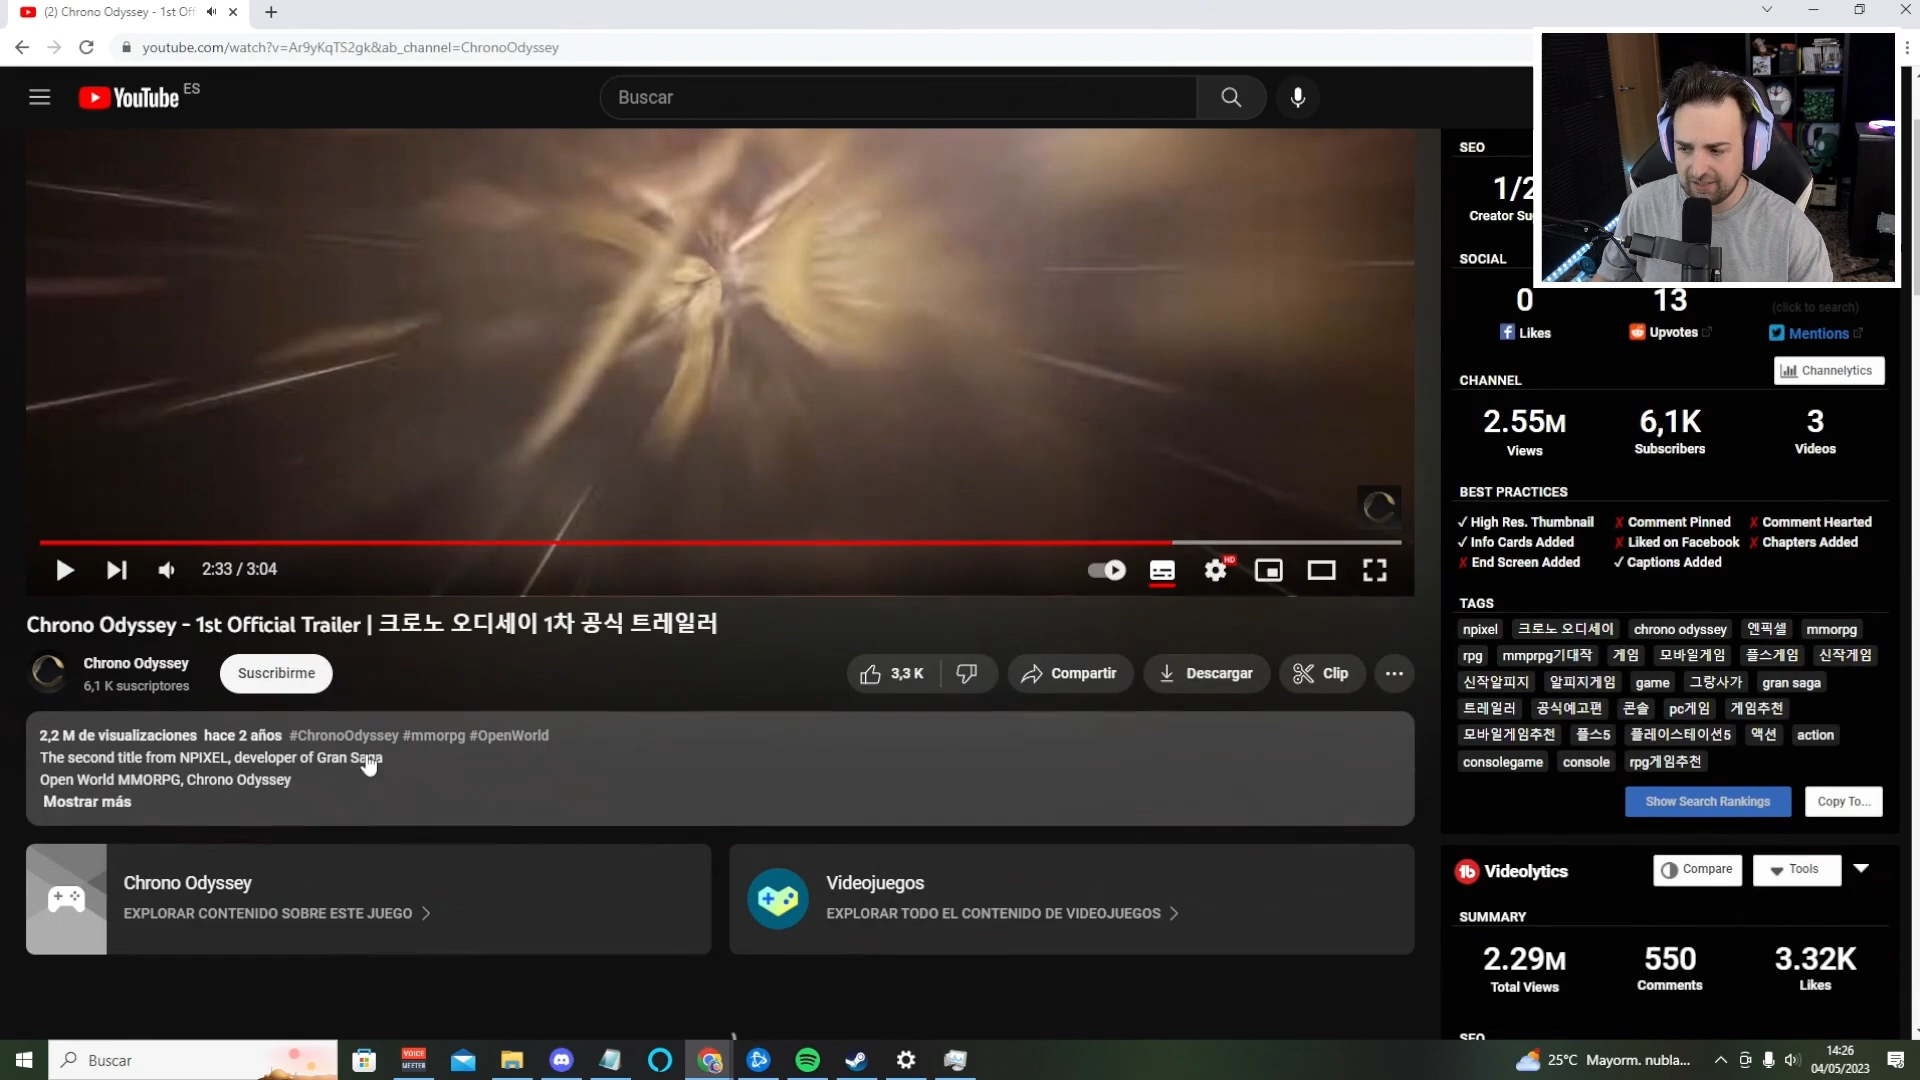 (2) Chrono Odyssey - 1st Off
youtube.com/watch?v=Ar9yKqTS2gk&ab_channel=ChronoOdyssey
YouTube ES
Buscar
SEO
1/2
Creator Su
SOCIAL
0
13
(click to search)
Likes
Upvotes
Mentions
CHANNEL
Channelytics
2.55M
6,1K
3
Views
Subscribers
Videos
BEST PRACTICES
✓ High Res. Thumbnail ✗ Comment Pinned ✗ Comment Hearted
✓ Info Cards Added ✗ Liked on Facebook ✗ Chapters Added
✗ End Screen Added ✓ Captions Added
TAGS
npixel 크로노 오디세이 chrono odyssey 엔픽셀 mmorpg
rpg mmprpg기대작 게임 모바일게임 플스게임 신작게임
신작알피지 알피지게임 game 그랑사가 gran saga
트레일러 공식예고편 콘솔 pc게임 게임추천
모바일게임추천 플스5 플레이스테이션5 액션 action
consolegame console rpg게임추천
Show Search Rankings
Copy To...
Videolytics
Compare
Tools
SUMMARY
2.29M
550
3.32K
Total Views
Comments
Likes
SEO
2:33 / 3:04
HD
Chrono Odyssey - 1st Official Trailer | 크로노 오디세이 1차 공식 트레일러
Chrono Odyssey
6,1 K suscriptores
Suscribirme
3,3 K
Compartir
Descargar
Clip
2,2 M de visualizaciones hace 2 años #ChronoOdyssey #mmorpg #OpenWorld
The second title from NPIXEL, developer of Gran Saga
Open World MMORPG, Chrono Odyssey
Mostrar más
Chrono Odyssey
EXPLORAR CONTENIDO SOBRE ESTE JUEGO
Videojuegos
EXPLORAR TODO EL CONTENIDO DE VIDEOJUEGOS
Buscar
VOICE
MEETER
25°C Mayorm. nubla...
14:26
04/05/2023